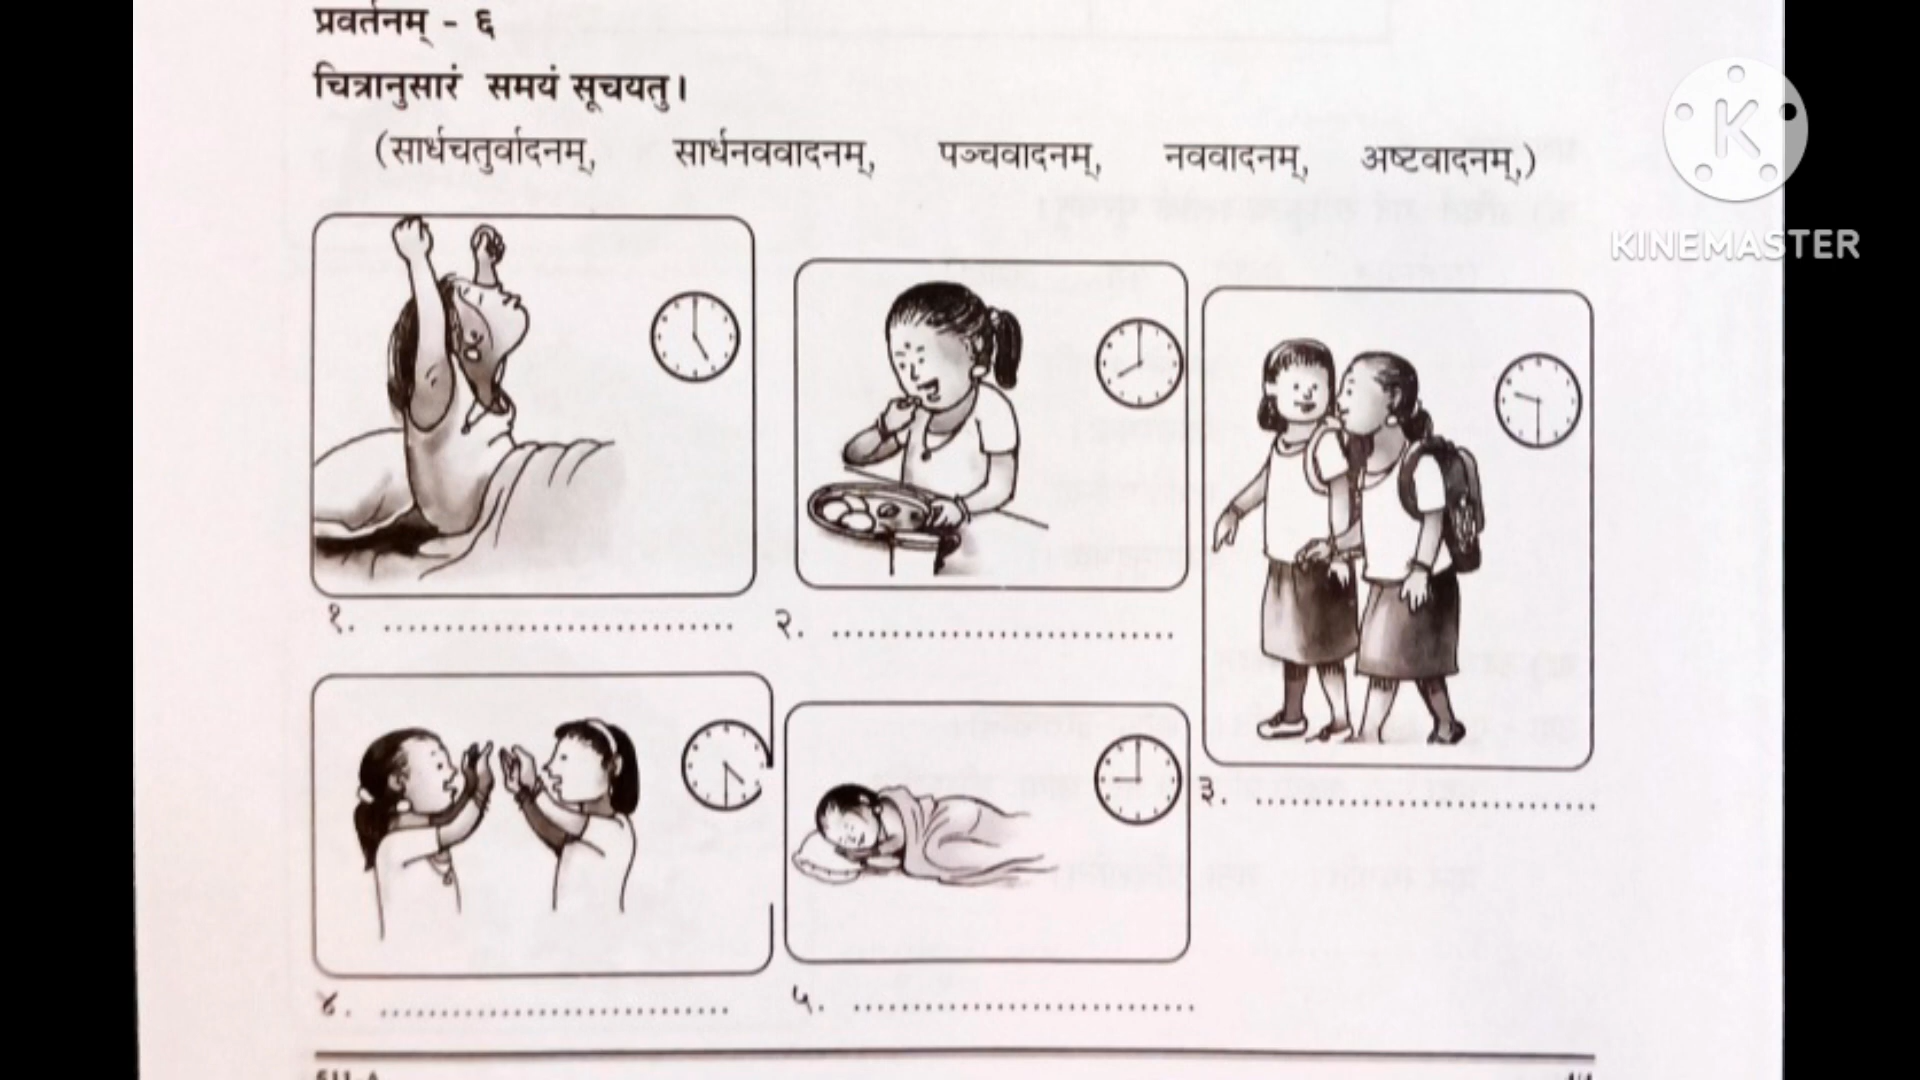 प्रवर्तनम् - ६
चित्रानुसारं समयं सूचयतु।
(सार्धचतुर्वादनम्, सार्धनववादनम्, पञ्चवादनम्, नववादनम्, अष्टवादनम्,)
K
KINEMASTER
१. ..............................
२. ..............................
३. ..............................
४. ..............................
५. ..............................